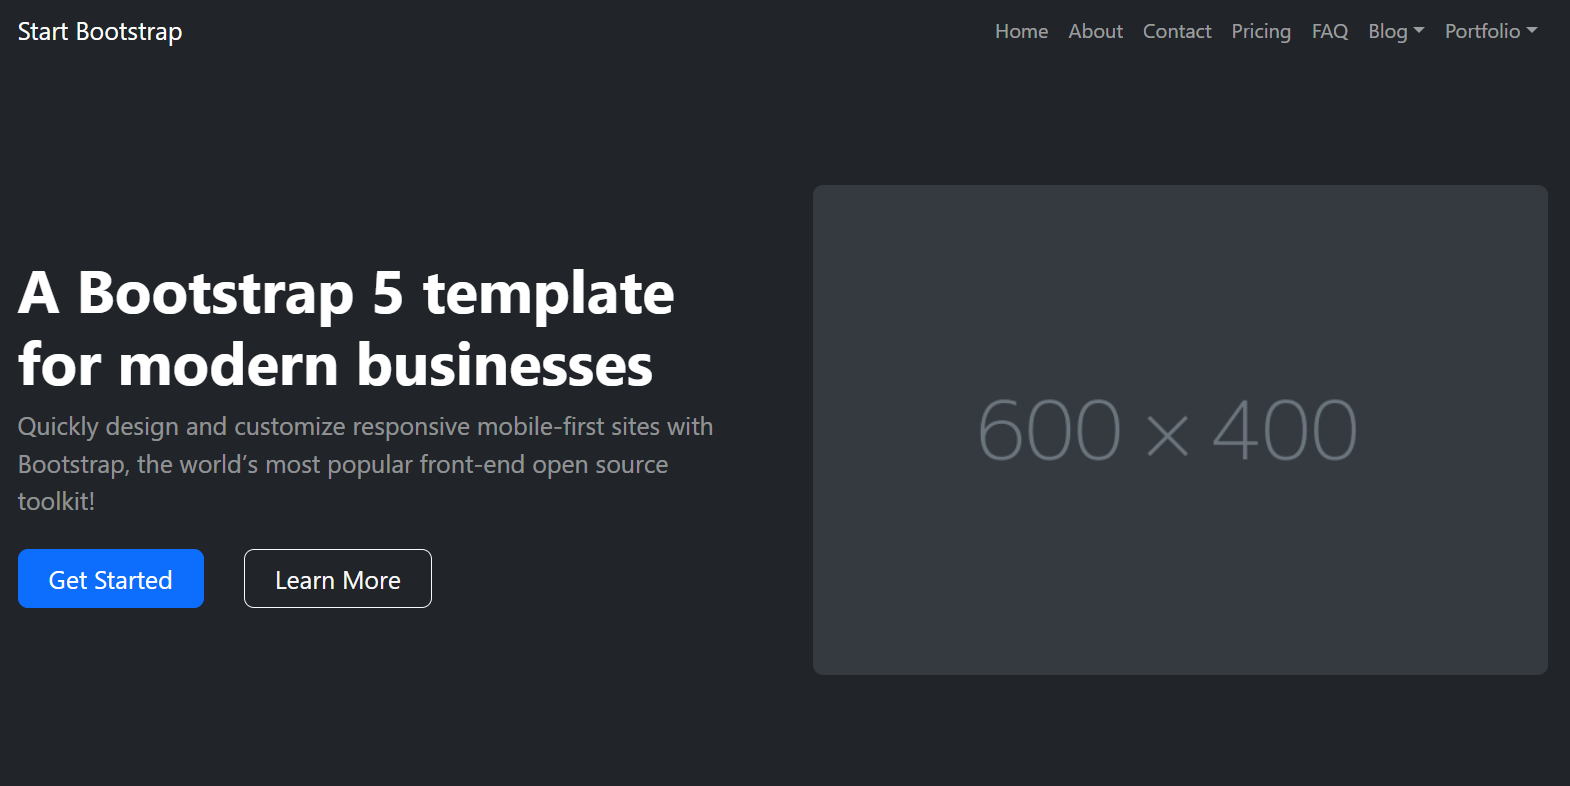 Start Bootstrap
Home About Contact Pricing FAQ Blog Portfolio
A Bootstrap 5 template
for modern businesses
Quickly design and customize responsive mobile-first sites with
Bootstrap, the world’s most popular front-end open source
toolkit!
Get Started Learn More
600 × 400